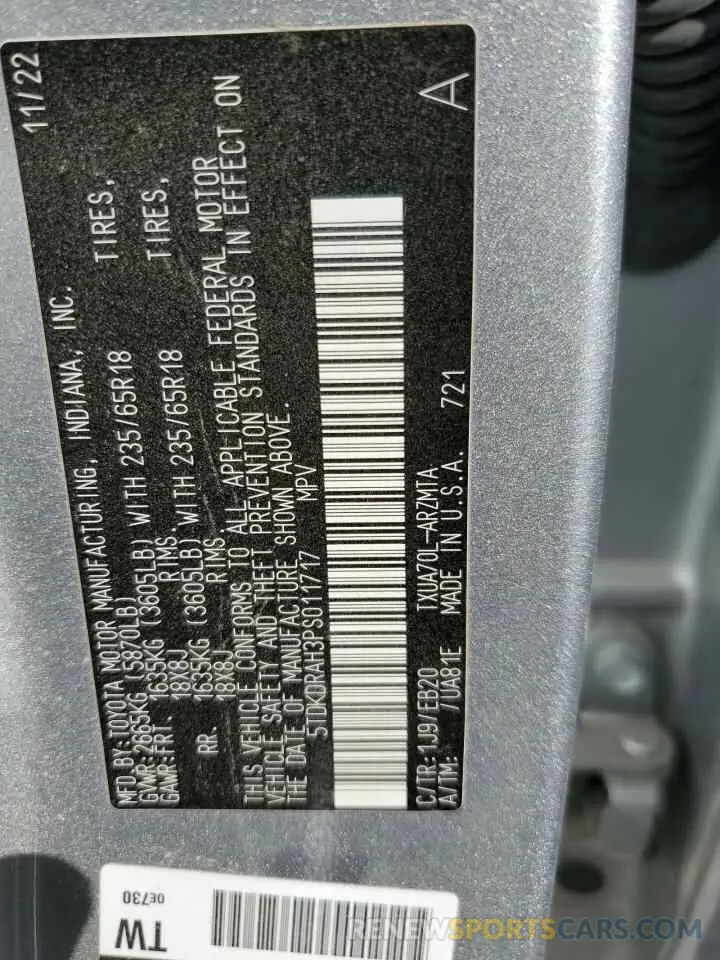 MFD BY:TOYOTA MOTOR MANUFACTURING, INDIANA, INC. 11/22
GVWR:2665KG (5870LB)
GAWR:FRT. 1635KG (3605LB) WITH 235/65R18 TIRES,
18X8J RIMS
RR 1635KG (3605LB) WITH 235/65R18 TIRES,
18X8J RIMS
THIS VEHICLE CONFORMS TO ALL APPLICABLE FEDERAL MOTOR
VEHICLE SAFETY AND THEFT PREVENTION STANDARDS IN EFFECT ON
THE DATE OF MANUFACTURE SHOWN ABOVE.
5TDKDRAH3PS011717 MPV
C/TR:1J9/EB20 TXUA70L-ARZMTA
A/TM: -/UA81E MADE IN U.S.A. 721 A
0E730
TW
RENEWSPORTSCARS.COM